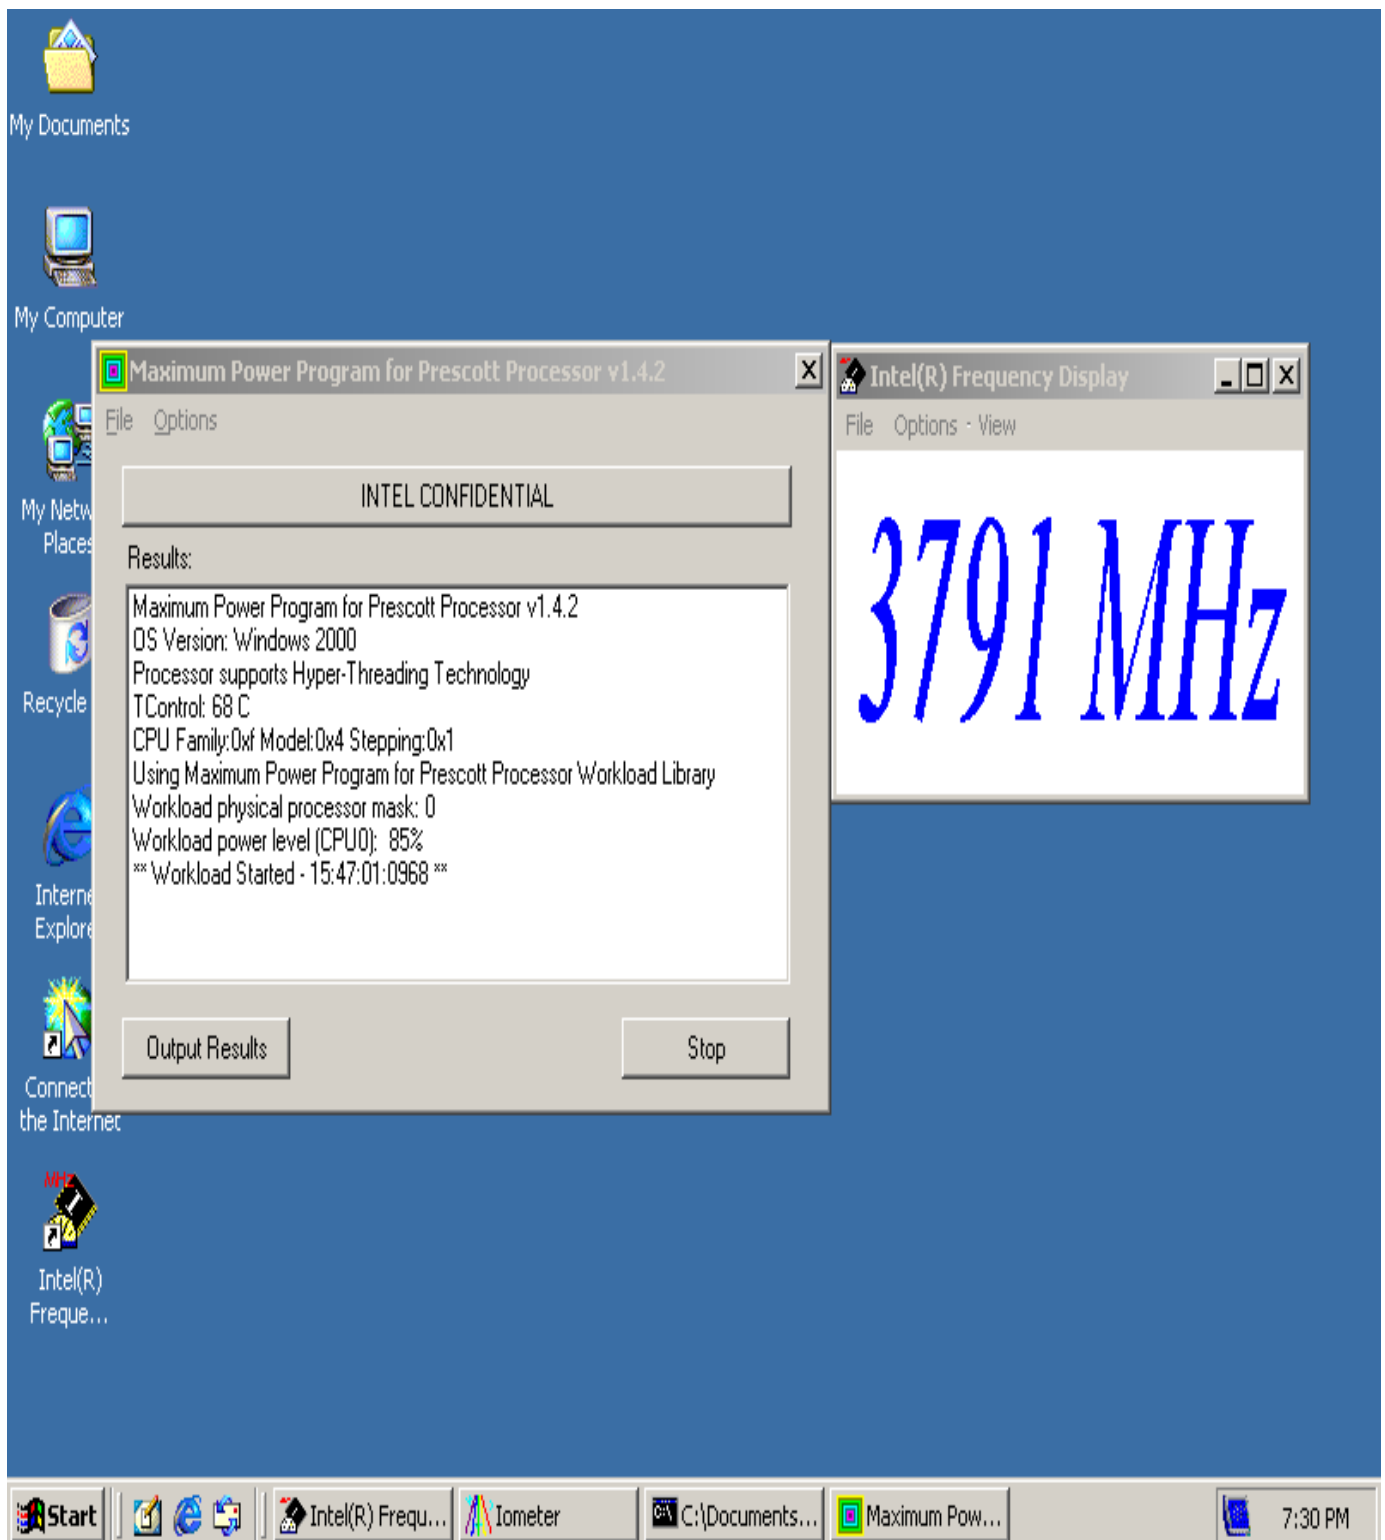 My Documents
My Computer
My Netw
Places
Recycle
Interne
Explore
Connect
the Internet
MHz
Intel(R)
Freque...
Maximum Power Program for Prescott Processor v1.4.2
File Options
INTEL CONFIDENTIAL
Results:
Maximum Power Program for Prescott Processor v1.4.2
OS Version: Windows 2000
Processor supports Hyper-Threading Technology
TControl: 68 C
CPU Family:0xf Model:0x4 Stepping:0x1
Using Maximum Power Program for Prescott Processor Workload Library
Workload physical processor mask: 0
Workload power level (CPU0): 85%
** Workload Started - 15:47:01:0968 **
Output Results
Stop
Intel(R) Frequency Display
File Options - View
3791 MHz
Start
Intel(R) Frequ...
Iometer
C:\Documents...
Maximum Pow...
7:30 PM